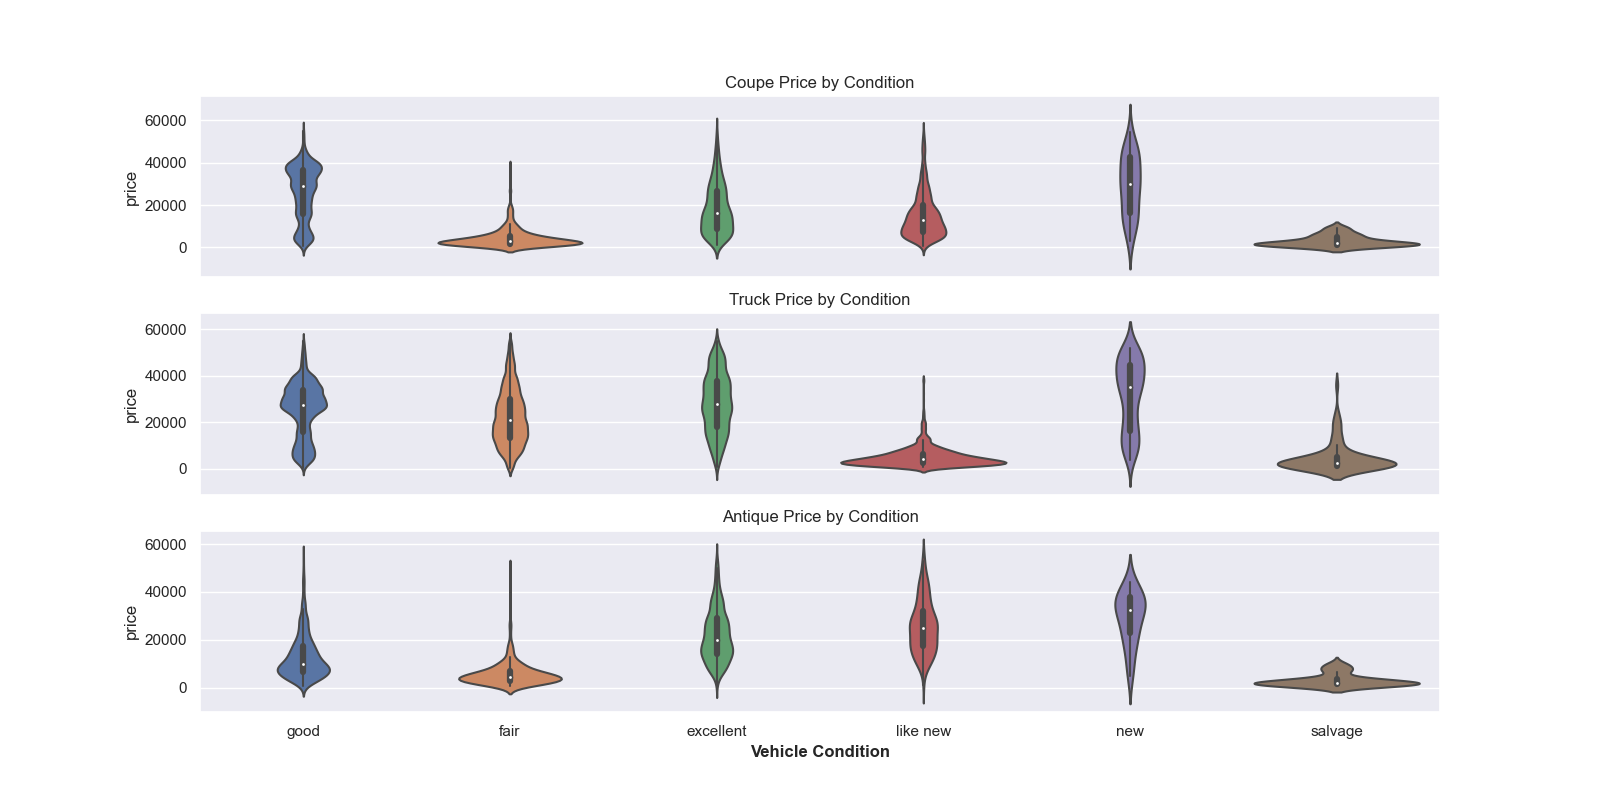 Coupe Price by Condition
60000
40000
20000
0
price
Truck Price by Condition
60000
40000
20000
0
price
Antique Price by Condition
60000
40000
20000
0
price
good fair excellent like new new salvage
Vehicle Condition